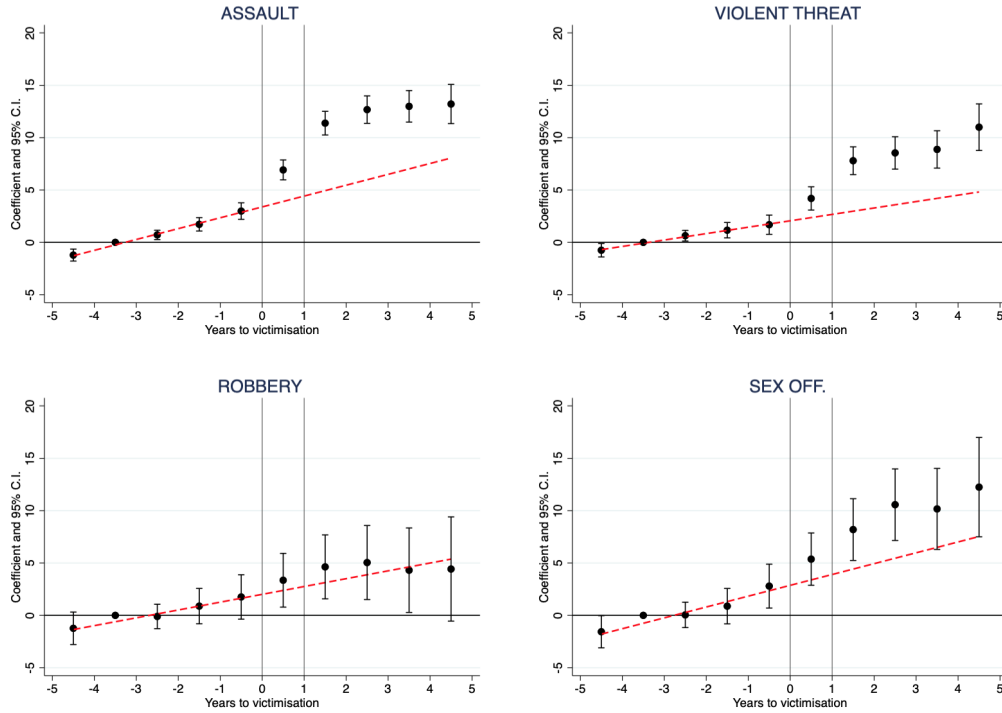 ASSAULT
Coefficient and 95% C.I.
20
15
10
5
0
-5
-5 -4 -3 -2 -1 0 1 2 3 4 5
Years to victimisation
VIOLENT THREAT
Coefficient and 95% C.I.
20
15
10
5
0
-5
-5 -4 -3 -2 -1 0 1 2 3 4 5
Years to victimisation
ROBBERY
Coefficient and 95% C.I.
20
15
10
5
0
-5
-5 -4 -3 -2 -1 0 1 2 3 4 5
Years to victimisation
SEX OFF.
Coefficient and 95% C.I.
20
15
10
5
0
-5
-5 -4 -3 -2 -1 0 1 2 3 4 5
Years to victimisation